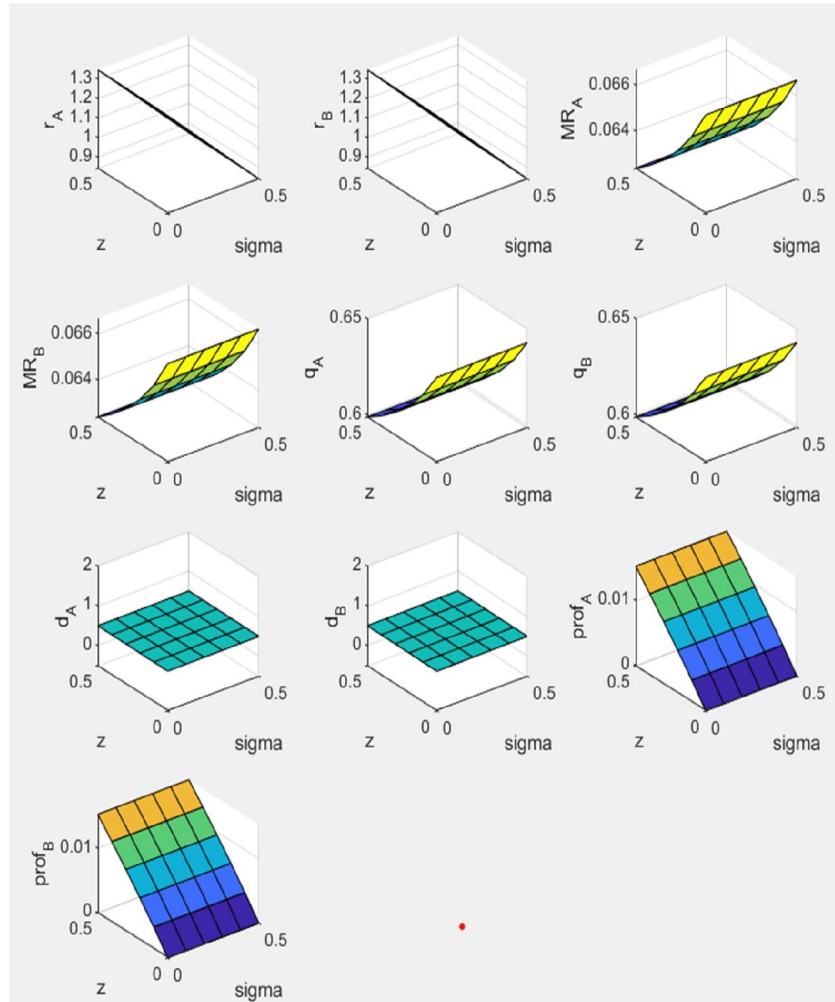 1.3
1.2
1.1
1
0.9
r_A
0.5
z
0 0
sigma
0.5
1.3
1.2
1.1
1
0.9
r_B
0.5
z
0 0
sigma
0.5
0.066
0.064
MR_A
0.5
z
0 0
sigma
0.5
0.066
0.064
MR_B
0.5
z
0 0
sigma
0.5
0.65
0.6
q_A
0.5
z
0 0
sigma
0.5
0.65
0.6
q_B
0.5
z
0 0
sigma
0.5
2
1
0
d_A
0.5
z
0 0
sigma
0.5
2
1
0
d_B
0.5
z
0 0
sigma
0.5
0.01
0
prof_A
0.5
z
0 0
sigma
0.5
0.01
0
prof_B
0.5
z
0 0
sigma
0.5